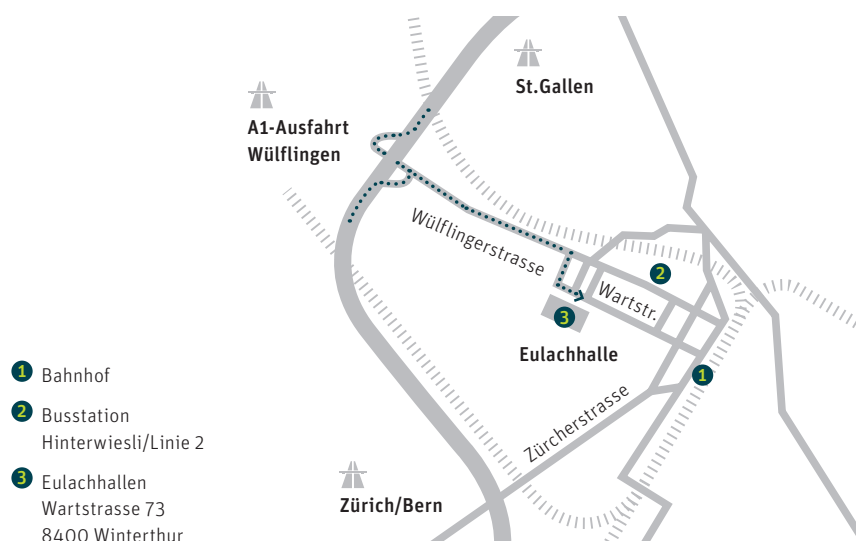 St.Gallen
A1-Ausfahrt
Wülflingen
Wülflingerstrasse
2
Wartstr.
3
Eulachhalle
1
Zürcherstrasse
Zürich/Bern
1 Bahnhof
2 Busstation
Hinterwiesli/Linie 2
3 Eulachhallen
Wartstrasse 73
8400 Winterthur